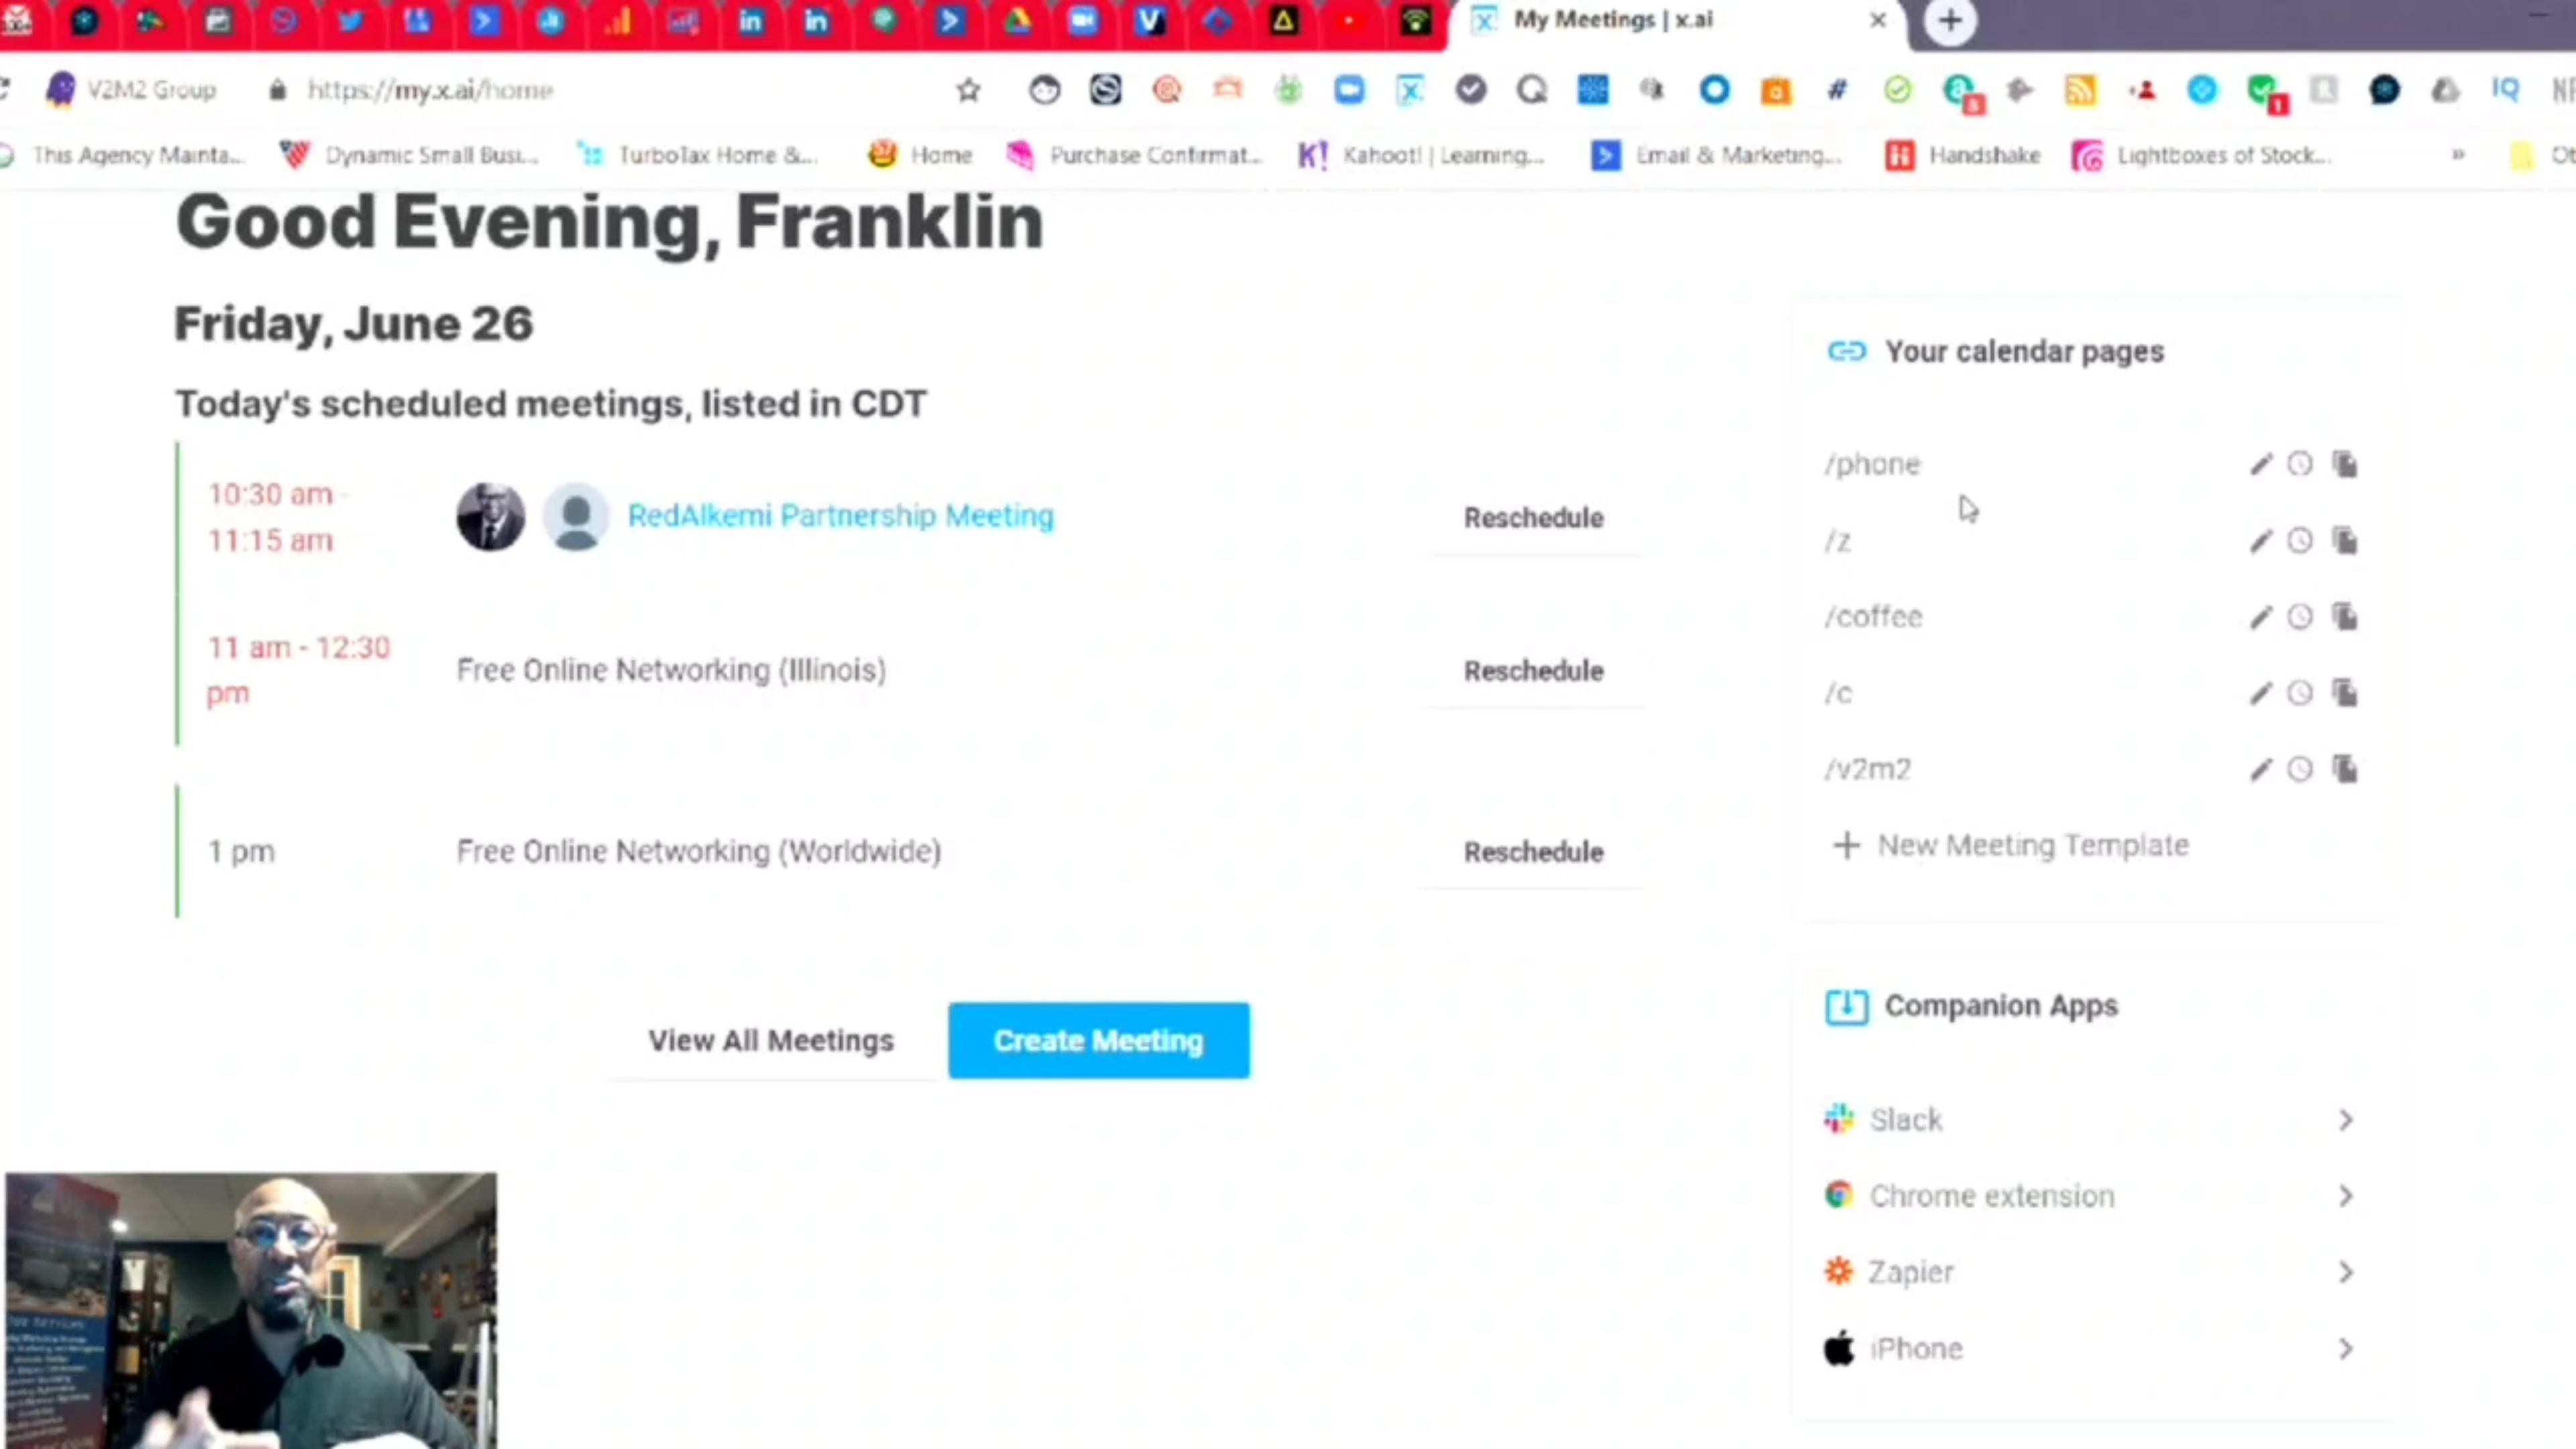 My Meetings | x.ai
V2M2 Group
https://my.x.ai/home
This Agency Mainta...
Dynamic Small Busi...
TurboTax Home &...
Home
Purchase Confirmat...
Kahoot! | Learning...
Email & Marketing...
Handshake
Lightboxes of Stock...
Good Evening, Franklin
Friday, June 26
Today's scheduled meetings, listed in CDT
10:30 am -
11:15 am
RedAlkemi Partnership Meeting
Reschedule
11 am - 12:30
pm
Free Online Networking (Illinois)
Reschedule
1 pm
Free Online Networking (Worldwide)
Reschedule
View All Meetings
Create Meeting
Your calendar pages
/phone
/z
/coffee
/c
/v2m2
+ New Meeting Template
Companion Apps
Slack
Chrome extension
Zapier
iPhone